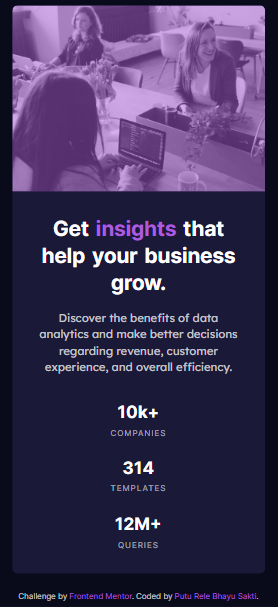 Get insights that
help your business
grow.
Discover the benefits of data
analytics and make better decisions
regarding revenue, customer
experience, and overall efficiency.
10k+
COMPANIES
314
TEMPLATES
12M+
QUERIES
Challenge by Frontend Mentor. Coded by Putu Rele Bhayu Sakti.